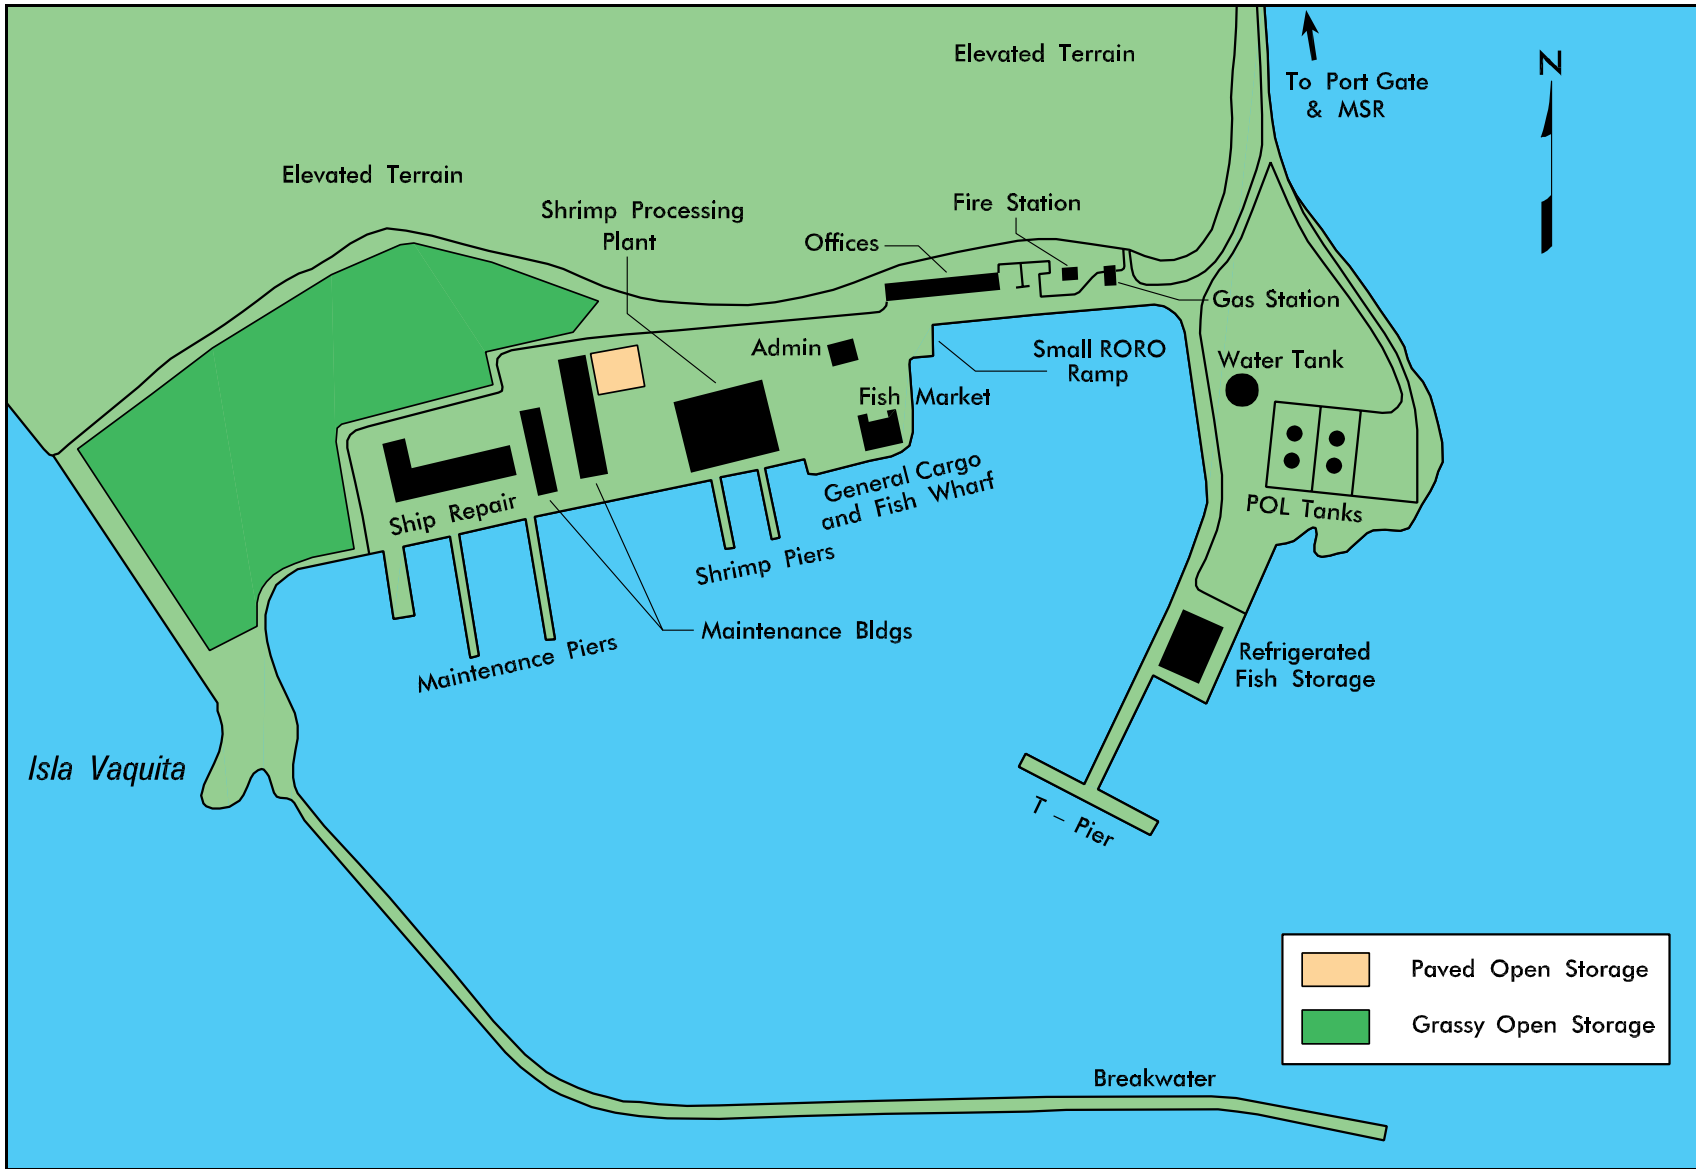 Elevated Terrain
To Port Gate
& MSR
N
Elevated Terrain
Shrimp Processing
Plant
Fire Station
Offices
Gas Station
Admin
Small RORO
Ramp
Water Tank
Fish Market
General Cargo
and Fish Wharf
POL Tanks
Ship Repair
Shrimp Piers
Maintenance Bldgs
Maintenance Piers
Refrigerated
Fish Storage
Isla Vaquita
T – Pier
Paved Open Storage
Grassy Open Storage
Breakwater